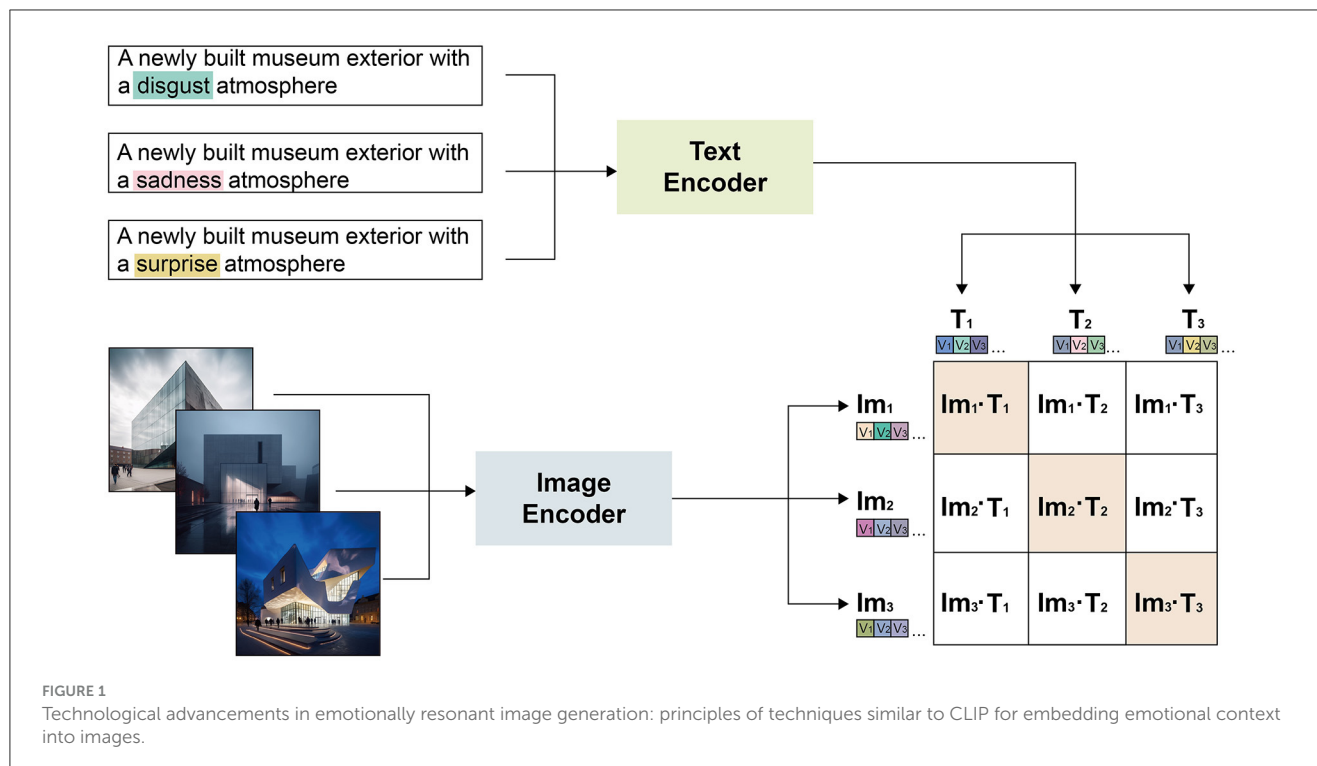 A newly built museum exterior with
a disgust atmosphere
A newly built museum exterior with
a sadness atmosphere
A newly built museum exterior with
a surprise atmosphere
Text
Encoder
T₁ T₂ T₃
V₁ V₂ V₃ ... V₁ V₂ V₃ ... V₁ V₂ V₃ ...
Image
Encoder
Im₁
V₁ V₂ V₃ ...
Im₂
V₁ V₂ V₃ ...
Im₃
V₁ V₂ V₃ ...
Im₁·T₁ Im₁·T₂ Im₁·T₃
Im₂·T₁ Im₂·T₂ Im₂·T₃
Im₃·T₁ Im₃·T₂ Im₃·T₃
FIGURE 1
Technological advancements in emotionally resonant image generation: principles of techniques similar to CLIP for embedding emotional context
into images.